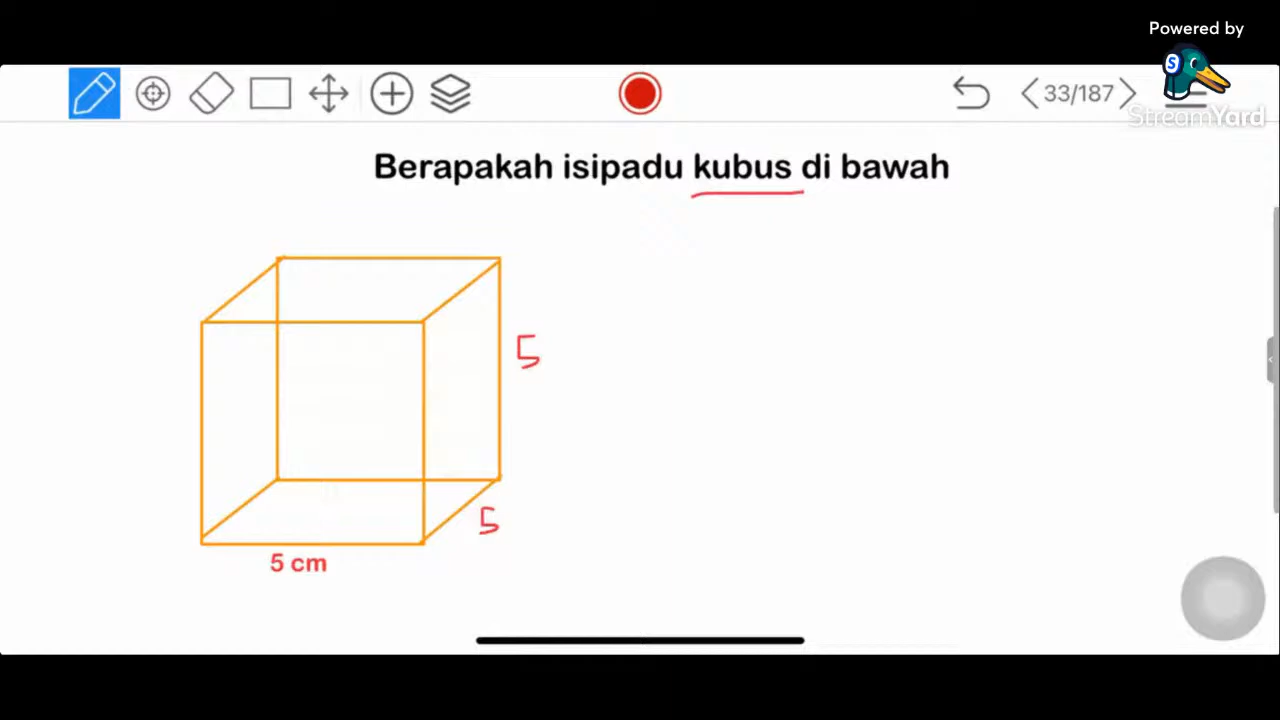 Powered by
StreamYard
33/187
Berapakah isipadu kubus di bawah
5
5
5 cm